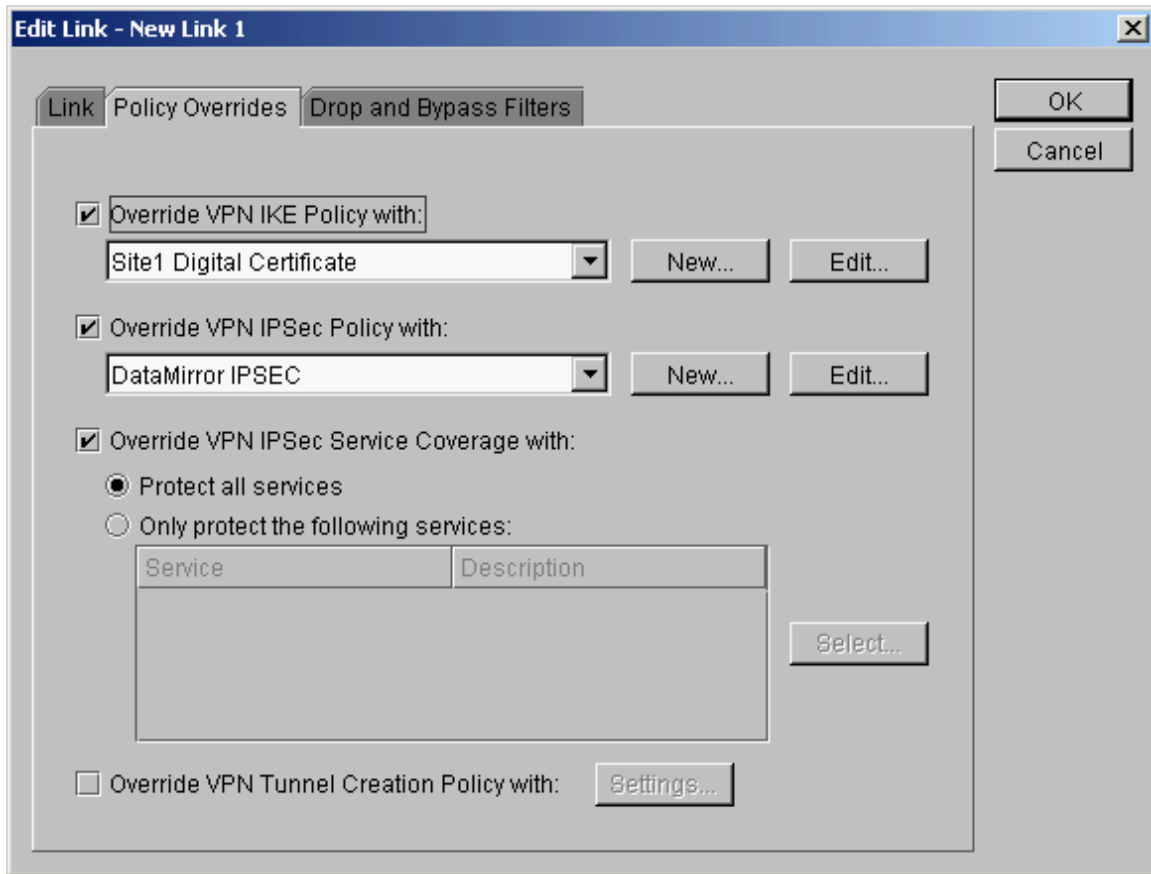 Edit Link - New Link 1
Link Policy Overrides Drop and Bypass Filters
OK
Cancel
Override VPN IKE Policy with:
Site1 Digital Certificate New... Edit...
Override VPN IPSec Policy with:
DataMirror IPSEC New... Edit...
Override VPN IPSec Service Coverage with:
Protect all services
Only protect the following services:
Service Description
Select...
Override VPN Tunnel Creation Policy with: Settings...